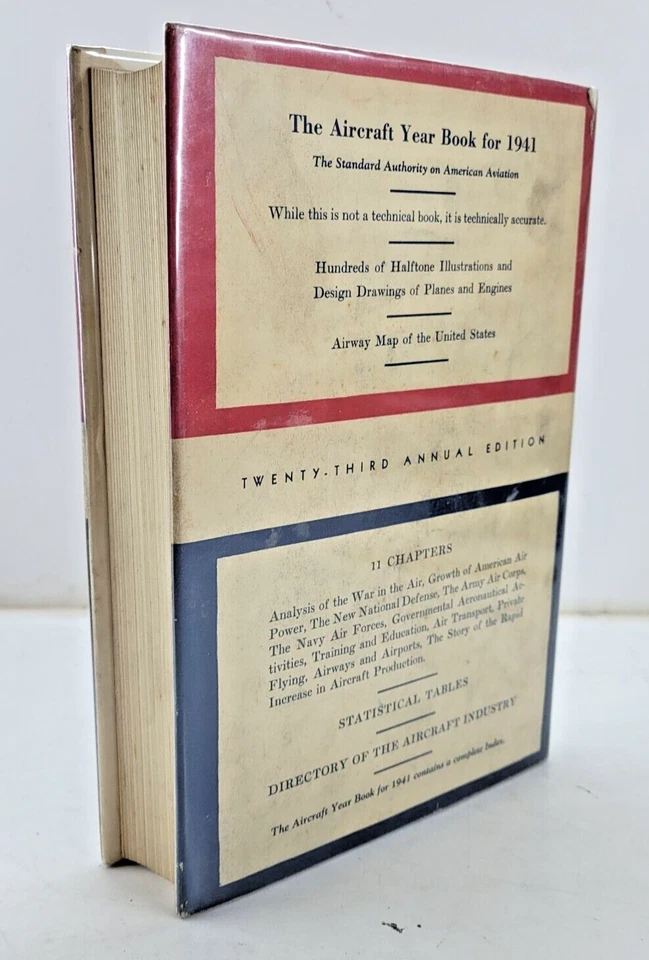 The Aircraft Year Book for 1941
The Standard Authority on American Aviation
While this is not a technical book, it is technically accurate.
Hundreds of Halftone Illustrations and
Design Drawings of Planes and Engines
Airway Map of the United States
TWENTY-THIRD ANNUAL EDITION
11 CHAPTERS
Analysis of the War in the Air, Growth of American Air
Power, The New National Defense, The Army Air Corps,
The Navy Air Forces, Governmental Aeronautical Ac-
tivities, Training and Education, Air Transport, Private
Flying, Airways and Airports, The Story of the Rapid
Increase in Aircraft Production.
STATISTICAL TABLES
DIRECTORY OF THE AIRCRAFT INDUSTRY
The Aircraft Year Book for 1941 contains a complete Index.